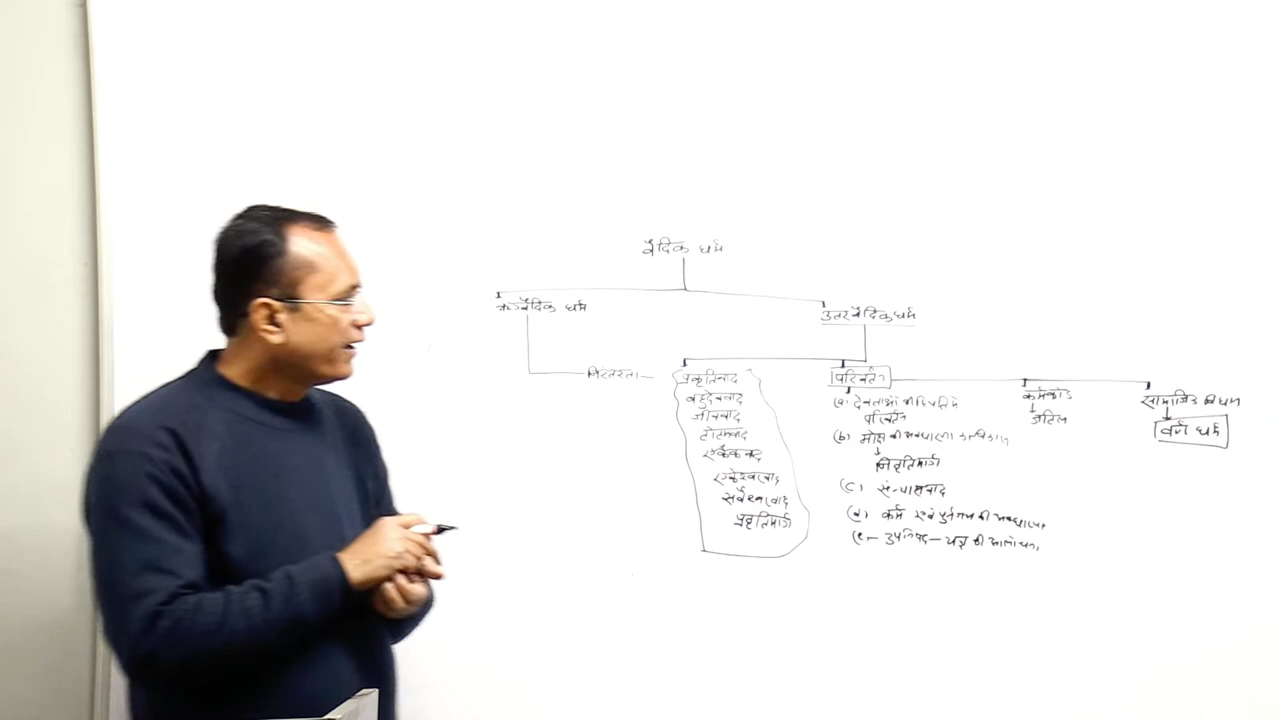 वैदिक धर्म
ऋग्वैदिक धर्म
उत्तरवैदिक धर्म
निरंतरता
प्रकृतिवाद
बहुदेववाद
जीववाद
टोटमवाद
एकैकवाद
एकेश्वरवाद
सर्वेश्वरवाद
प्रवृतिमार्ग
परिवर्तन
(a) देवताओं की स्थिति में
परिवर्तन
(b) मोक्ष की अवधारणा का विकास
निवृतिमार्ग
(c) संन्यासवाद
(d) कर्म एवं पुनर्जन्म की अवधारणा
(e) उपनिषद - यज्ञ की आलोचना
कर्मकांड
जटिल
सामाजिक विधान
वर्ण धर्म